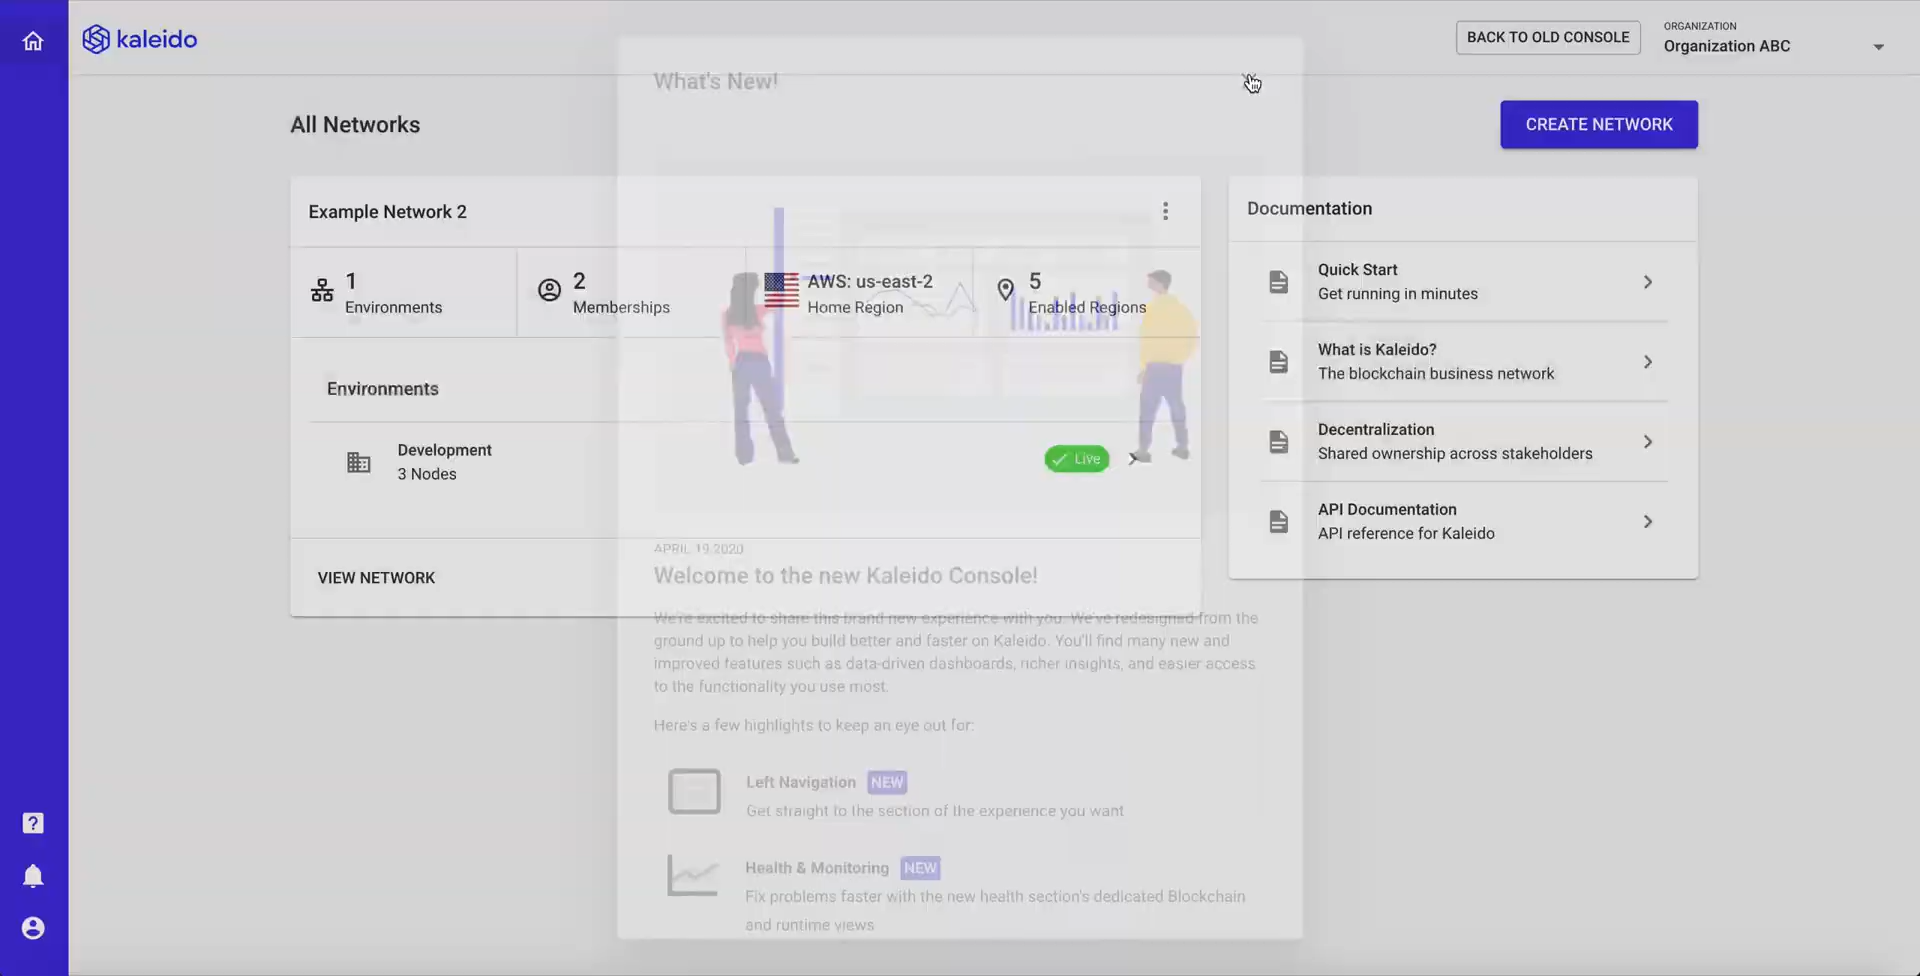 kaleido
BACK TO OLD CONSOLE
ORGANIZATION
Organization ABC
What's New!
All Networks
CREATE NETWORK
Example Network 2
1
Environments
2
Memberships
AWS: us-east-2
Home Region
5
Enabled Regions
Environments
Development
3 Nodes
Live
VIEW NETWORK
Documentation
Quick Start
Get running in minutes
What is Kaleido?
The blockchain business network
Decentralization
Shared ownership across stakeholders
API Documentation
API reference for Kaleido
APRIL 19 2020
Welcome to the new Kaleido Console!
We're excited to share this brand new experience with you. We've redesigned from the
ground up to help you build better and faster on Kaleido. You'll find many new and
improved features such as data-driven dashboards, richer insights, and easier access
to the functionality you use most.
Here's a few highlights to keep an eye out for:
Left Navigation NEW
Get straight to the section of the experience you want
Health & Monitoring NEW
Fix problems faster with the new health section's dedicated Blockchain
and runtime views